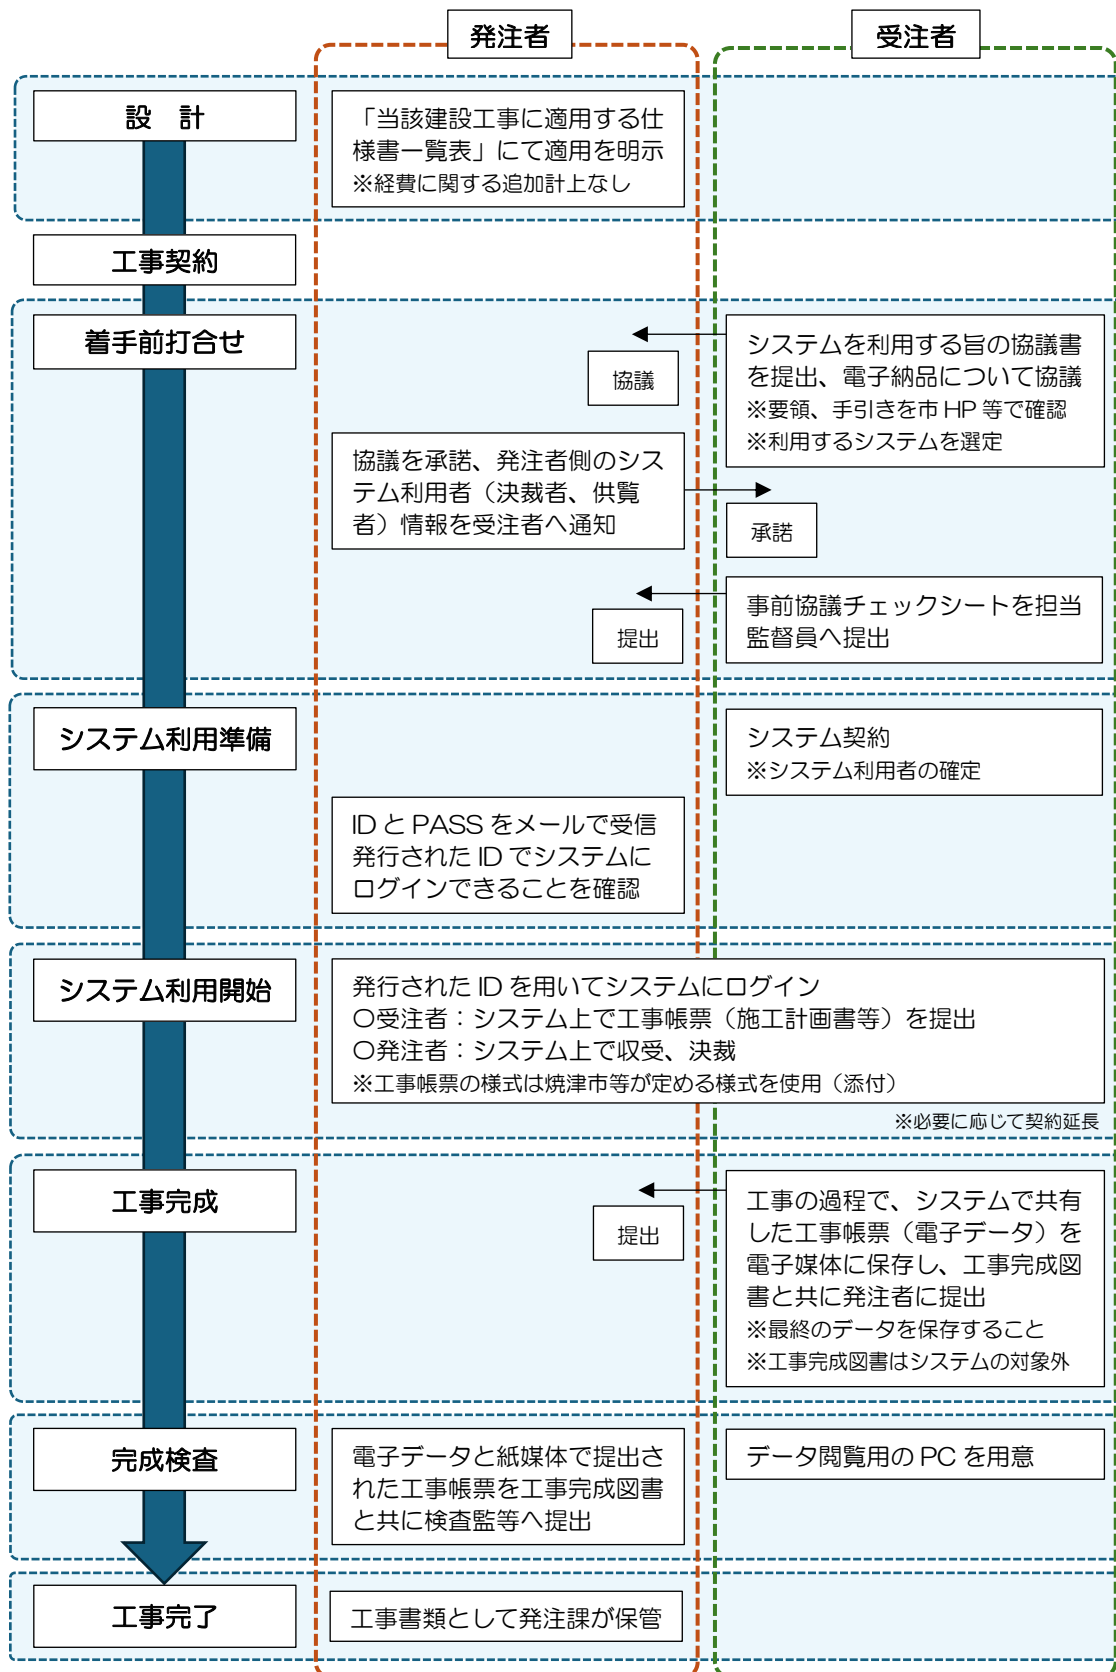 発注者
受注者
設　計
「当該建設工事に適用する仕
様書一覧表」にて適用を明示
※経費に関する追加計上なし
工事契約
着手前打合せ
システムを利用する旨の協議書
を提出、電子納品について協議
※要領、手引きを市 HP 等で確認
※利用するシステムを選定
協議
協議を承諾、発注者側のシス
テム利用者（決裁者、供覧
者）情報を受注者へ通知
承諾
事前協議チェックシートを担当
監督員へ提出
提出
システム利用準備
システム契約
※システム利用者の確定
ID と PASS をメールで受信
発行された ID でシステムに
ログインできることを確認
システム利用開始
発行された ID を用いてシステムにログイン
〇受注者：システム上で工事帳票（施工計画書等）を提出
〇発注者：システム上で収受、決裁
※工事帳票の様式は焼津市等が定める様式を使用（添付）
※必要に応じて契約延長
工事完成
工事の過程で、システムで共有
した工事帳票（電子データ）を
電子媒体に保存し、工事完成図
書と共に発注者に提出
※最終のデータを保存すること
※工事完成図書はシステムの対象外
提出
完成検査
電子データと紙媒体で提出さ
れた工事帳票を工事完成図書
と共に検査監等へ提出
データ閲覧用の PC を用意
工事完了
工事書類として発注課が保管